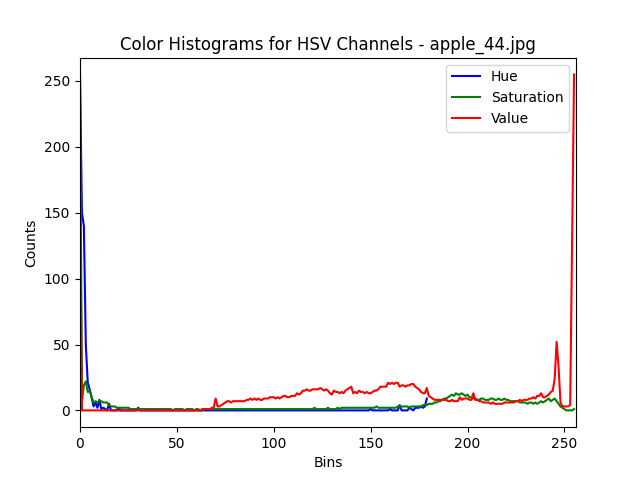 Color Histograms for HSV Channels - apple_44.jpg
Hue
Saturation
Value
Counts
250
200
150
100
50
0
0 50 100 150 200 250
Bins